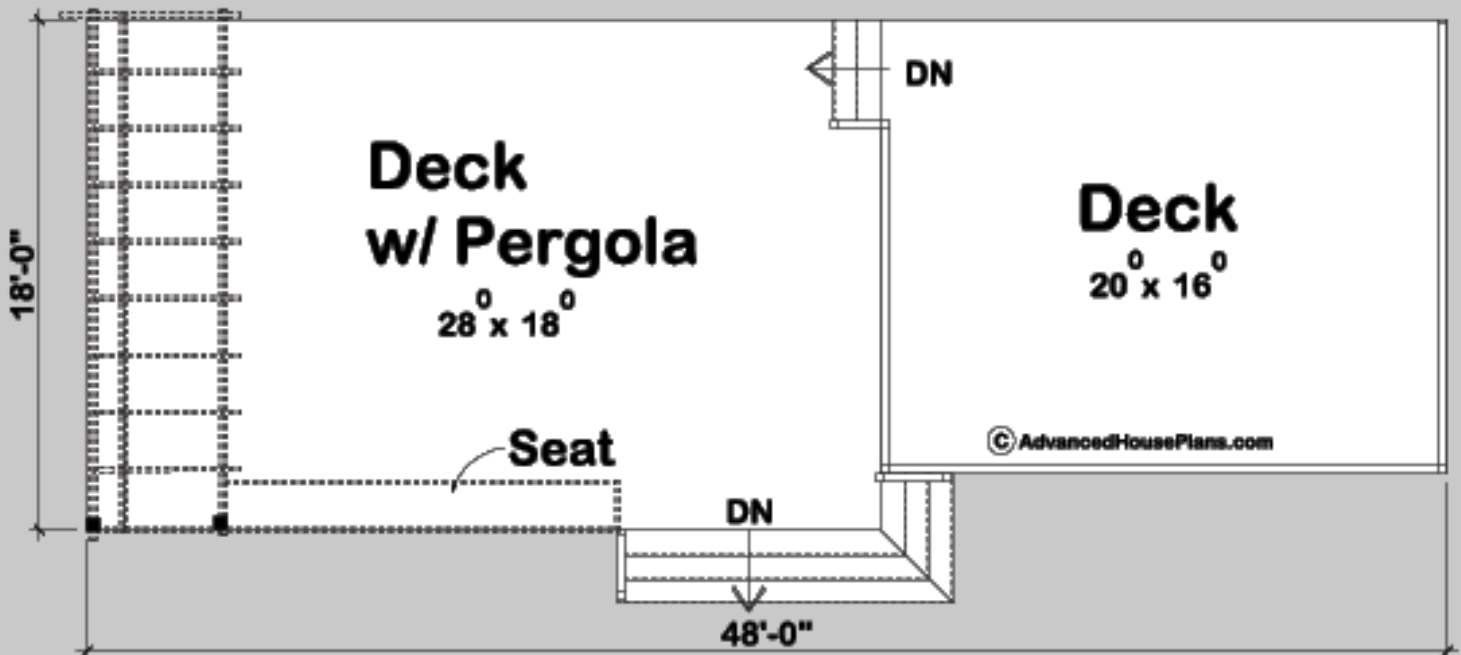 DN
Deck
w/ Pergola
28⁰ x 18⁰
Deck
20⁰ x 16⁰
18'-0"
© AdvancedHousePlans.com
Seat
DN
48'-0"